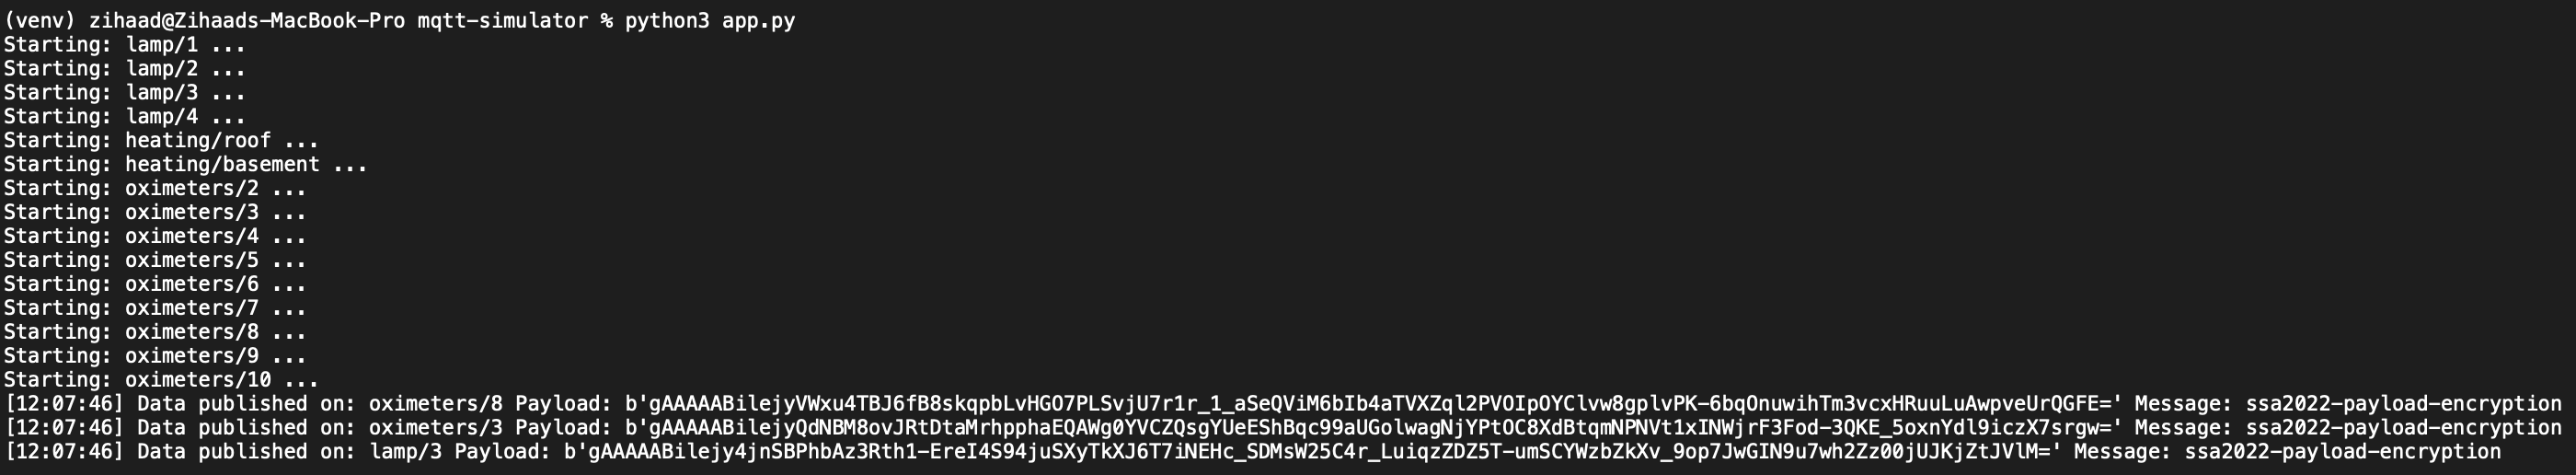 (venv) zihaad@Zihaads-MacBook-Pro mqtt-simulator % python3 app.py
Starting: lamp/1 ...
Starting: lamp/2 ...
Starting: lamp/3 ...
Starting: lamp/4 ...
Starting: heating/roof ...
Starting: heating/basement ...
Starting: oximeters/2 ...
Starting: oximeters/3 ...
Starting: oximeters/4 ...
Starting: oximeters/5 ...
Starting: oximeters/6 ...
Starting: oximeters/7 ...
Starting: oximeters/8 ...
Starting: oximeters/9 ...
Starting: oximeters/10 ...
[12:07:46] Data published on: oximeters/8 Payload: b'gAAAAABilejyVWxu4TBJ6fB8skqpbLvHGO7PLSvjU7r1r_1_aSeQViM6bIb4aTVXZql2PVOIpOYClvw8gplvPK-6bqOnuwihTm3vcxHRuuLuAwpveUrQGFE=' Message: ssa2022-payload-encryption
[12:07:46] Data published on: oximeters/3 Payload: b'gAAAAABilejyQdNBM8ovJRtDtaMrhpphaEQAWg0YVCZQsgYUeEShBqc99aUGolwagNjYPtOC8XdBtqmNPNVt1xINWjrF3Fod-3QKE_5oxnYdl9iczX7srgw=' Message: ssa2022-payload-encryption
[12:07:46] Data published on: lamp/3 Payload: b'gAAAAABilejy4jnSBPhbAz3Rth1-EreI4S94juSXyTkXJ6T7iNEHc_SDMsW25C4r_LuiqzZDZ5T-umSCYWzbZkXv_9op7JwGIN9u7wh2Zz00jUJKjZtJVlM=' Message: ssa2022-payload-encryption